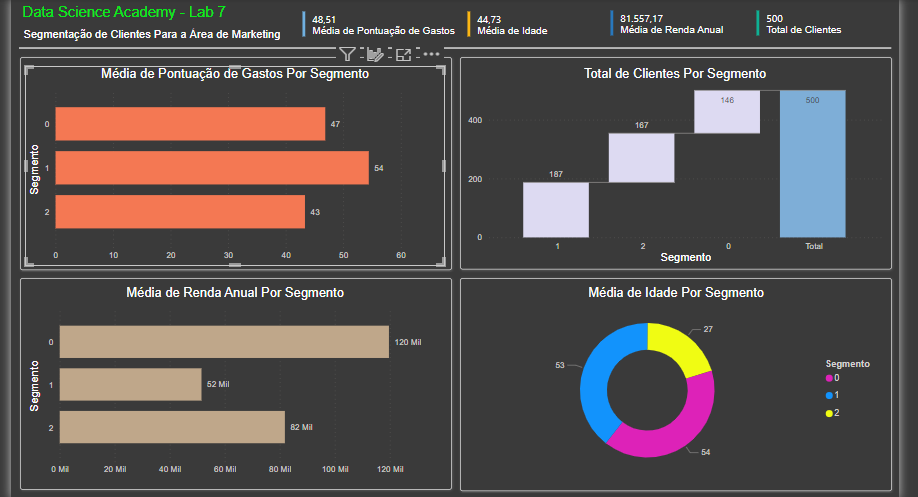 Data Science Academy - Lab 7
Segmentação de Clientes Para a Área de Marketing
48,51
Média de Pontuação de Gastos
44,73
Média de Idade
81.557,17
Média de Renda Anual
500
Total de Clientes
Média de Pontuação de Gastos Por Segmento
Segmento
0
47
1
54
2
43
0 10 20 30 40 50 60
Total de Clientes Por Segmento
400
200
0
187
167
146
500
1 2 0 Total
Segmento
Média de Renda Anual Por Segmento
Segmento
0
120 Mil
1
52 Mil
2
82 Mil
0 Mil 20 Mil 40 Mil 60 Mil 80 Mil 100 Mil 120 Mil
Média de Idade Por Segmento
27
53
54
Segmento
0
1
2